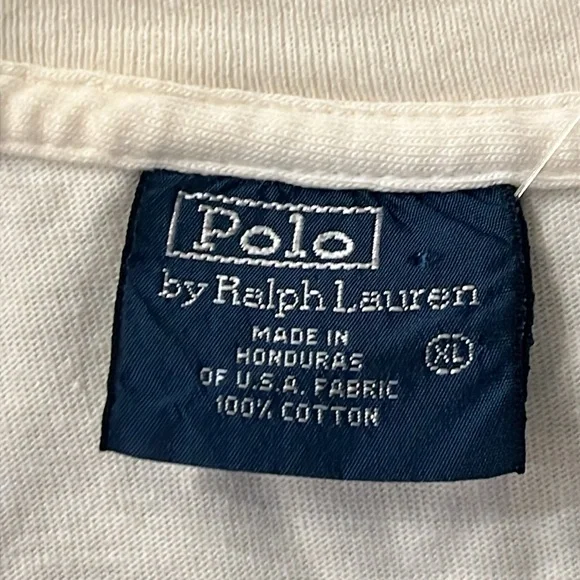 Polo
by Ralph Lauren
MADE IN
HONDURAS
OF U.S.A. FABRIC
100% COTTON
XL